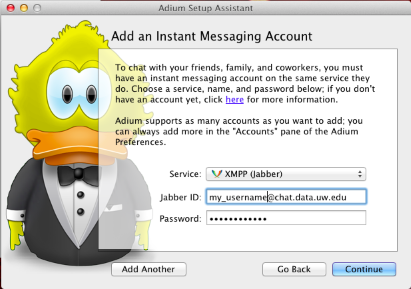 Adium Setup Assistant
Add an Instant Messaging Account
To chat with your friends, family, and coworkers, you must
have an instant messaging account on the same service they
do. Choose a service, name, and password below; if you don't
have an account yet, click here for more information.
Adium supports as many accounts as you want to add; you
can always add more in the "Accounts" pane of the Adium
Preferences.
Service: XMPP (Jabber)
Jabber ID: my_username@chat.data.uw.edu
Password: ••••••••••••
Add Another Go Back Continue